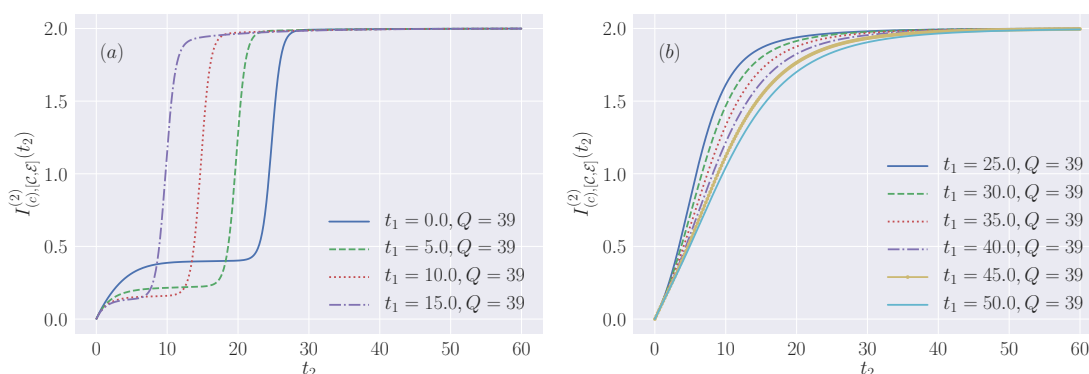 2.0
1.5
1.0
0.5
0.0
I^{(2)}_{(c),[C,E]}(t_2)
(a)
t_1 = 0.0, Q = 39
t_1 = 5.0, Q = 39
t_1 = 10.0, Q = 39
t_1 = 15.0, Q = 39
0 10 20 30 40 50 60
t_2
2.0
1.5
1.0
0.5
0.0
I^{(2)}_{(c),[C,E]}(t_2)
(b)
t_1 = 25.0, Q = 39
t_1 = 30.0, Q = 39
t_1 = 35.0, Q = 39
t_1 = 40.0, Q = 39
t_1 = 45.0, Q = 39
t_1 = 50.0, Q = 39
0 10 20 30 40 50 60
t_2